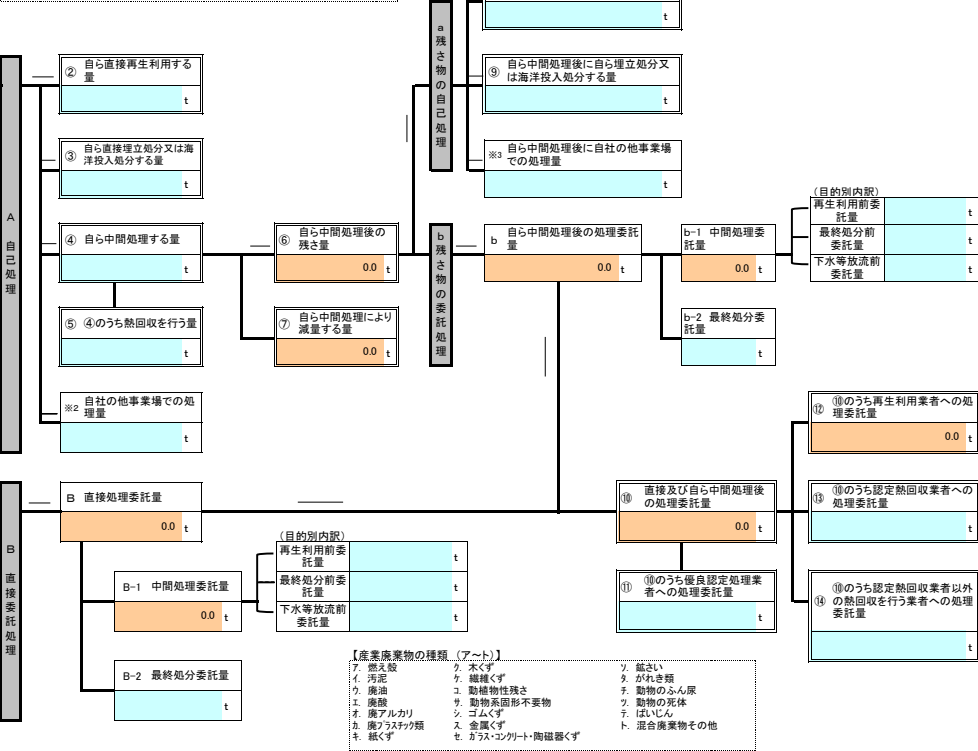 t
a 残さ物の自己処理
② 自ら直接再生利用する
量
t
⑨ 自ら中間処理後に自ら埋立処分又
は海洋投入処分する量
t
③ 自ら直接埋立処分又は海
洋投入処分する量
t
※3 自ら中間処理後に自社の他事業場
での処理量
t
A 自己処理
④ 自ら中間処理する量
t
⑥ 自ら中間処理後の
残さ量
0.0 t
b 残さ物の委託処理
b 自ら中間処理後の処理委託
量
0.0 t
b-1 中間処理委
託量
0.0 t
(目的別内訳)
再生利用前委
託量
t
最終処分前
委託量
t
下水等放流前
委託量
t
⑤ ④のうち熱回収を行う量
t
⑦ 自ら中間処理により
減量する量
0.0 t
b-2 最終処分委
託量
t
※2 自社の他事業場での処
理量
t
⑫ ⑩のうち再生利用業者への処
理委託量
0.0 t
B 直接委託処理
B 直接処理委託量
0.0 t
⑩ 直接及び自ら中間処理後
の処理委託量
0.0 t
⑬ ⑩のうち認定熱回収業者への
処理委託量
t
(目的別内訳)
再生利用前委
託量
t
最終処分前委
託量
t
下水等放流前
委託量
t
B-1 中間処理委託量
0.0 t
⑪ ⑩のうち優良認定処理業
者への処理委託量
t
⑭ ⑩のうち認定熱回収業者以外
の熱回収を行う業者への処理
委託量
t
B-2 最終処分委託量
t
【産業廃棄物の種類 (ア～ト)】
ア. 燃え殻
イ. 汚泥
ウ. 廃油
エ. 廃酸
オ. 廃アルカリ
カ. 廃プラスチック類
キ. 紙くず
ク. 木くず
ケ. 繊維くず
コ. 動植物性残さ
サ. 動物系固形不要物
シ. ゴムくず
ス. 金属くず
セ. ガラス・コンクリート・陶磁器くず
ソ. 鉱さい
タ. がれき類
チ. 動物のふん尿
ツ. 動物の死体
テ. ばいじん
ト. 混合廃棄物その他